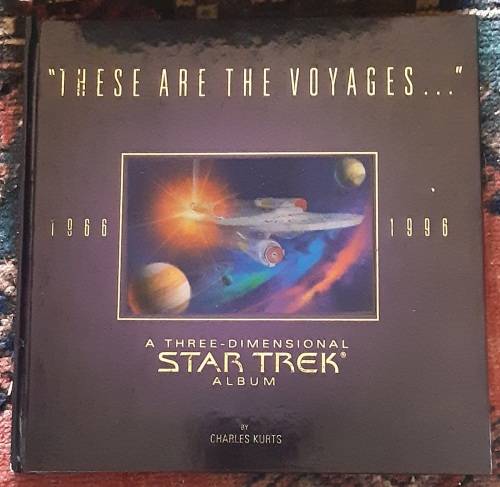 "THESE ARE THE VOYAGES..."
1966 1996
A THREE-DIMENSIONAL
STAR TREK®
ALBUM
BY
CHARLES KURTS